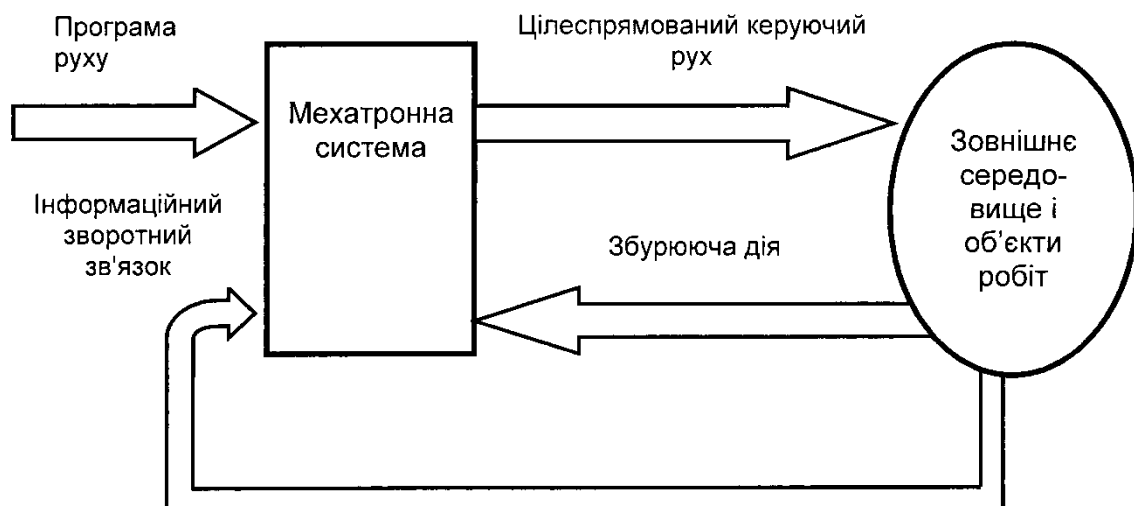 Програма
руху
Цілеспрямований керуючий
рух
Мехатронна
система
Зовнішнє
середо-
вище і
об’єкти
робіт
Інформаційний
зворотний
зв'язок
Збурююча дія